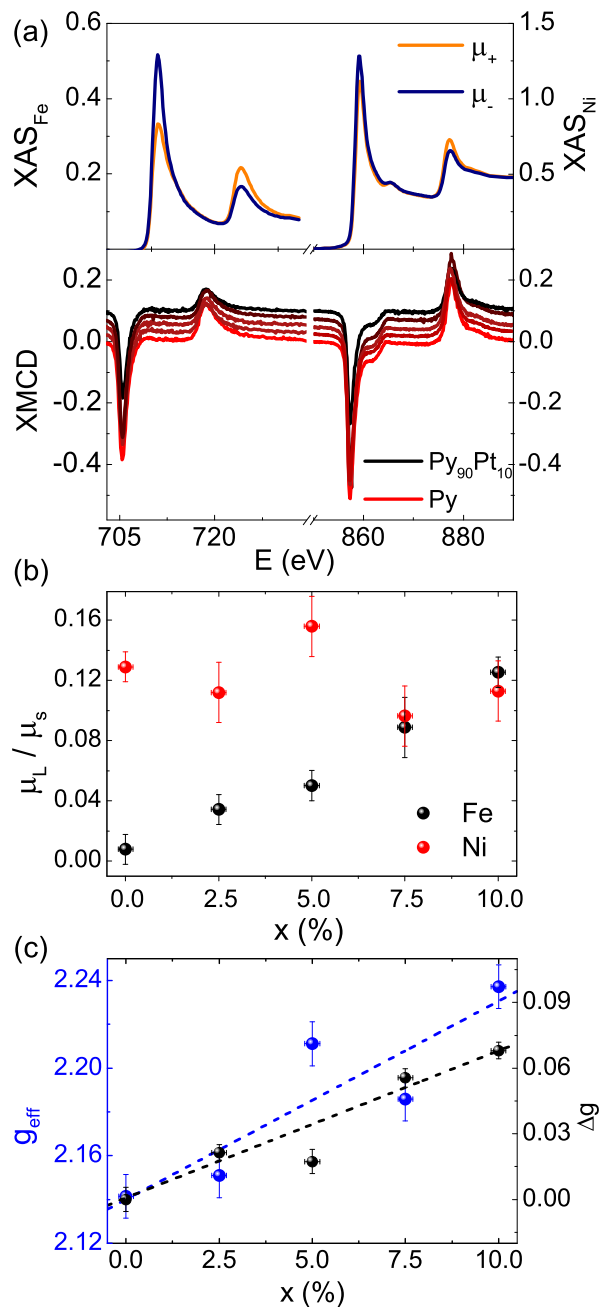 (a)
0.6
0.4
0.2
XAS_Fe
1.5
1.0
0.5
XAS_Ni
μ₊
μ₋
0.2
0.0
-0.2
-0.4
XMCD
0.2
0.0
-0.2
-0.4
Py₉₀Pt₁₀
Py
705 720 860 880
E (eV)
(b)
0.16
0.12
0.08
0.04
0.00
μ_L / μ_s
Fe
Ni
0.0 2.5 5.0 7.5 10.0
x (%)
(c)
2.24
2.20
2.16
2.12
g_eff
0.09
0.06
0.03
0.00
Δg
0.0 2.5 5.0 7.5 10.0
x (%)